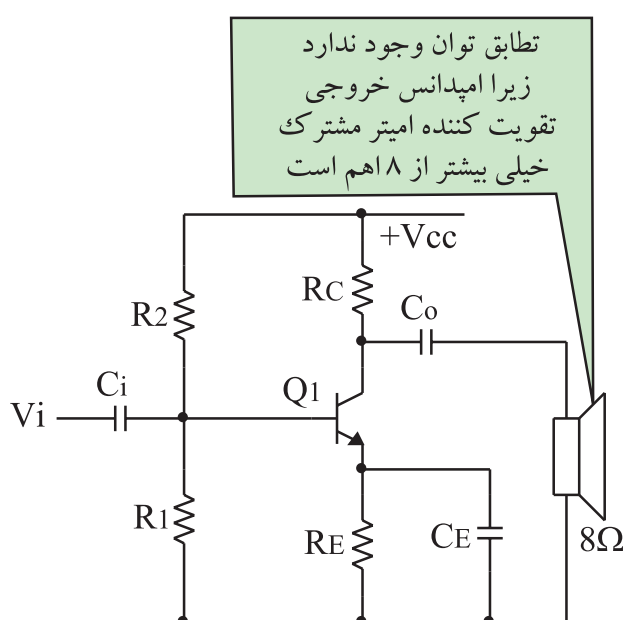 تطابق توان وجود ندارد
زیرا امپدانس خروجی
تقویت کننده امیتر مشترک
خیلی بیشتر از ۸ اهم است
+Vcc
RC
R2
Co
Ci
Q1
Vi
R1
RE
CE
8Ω